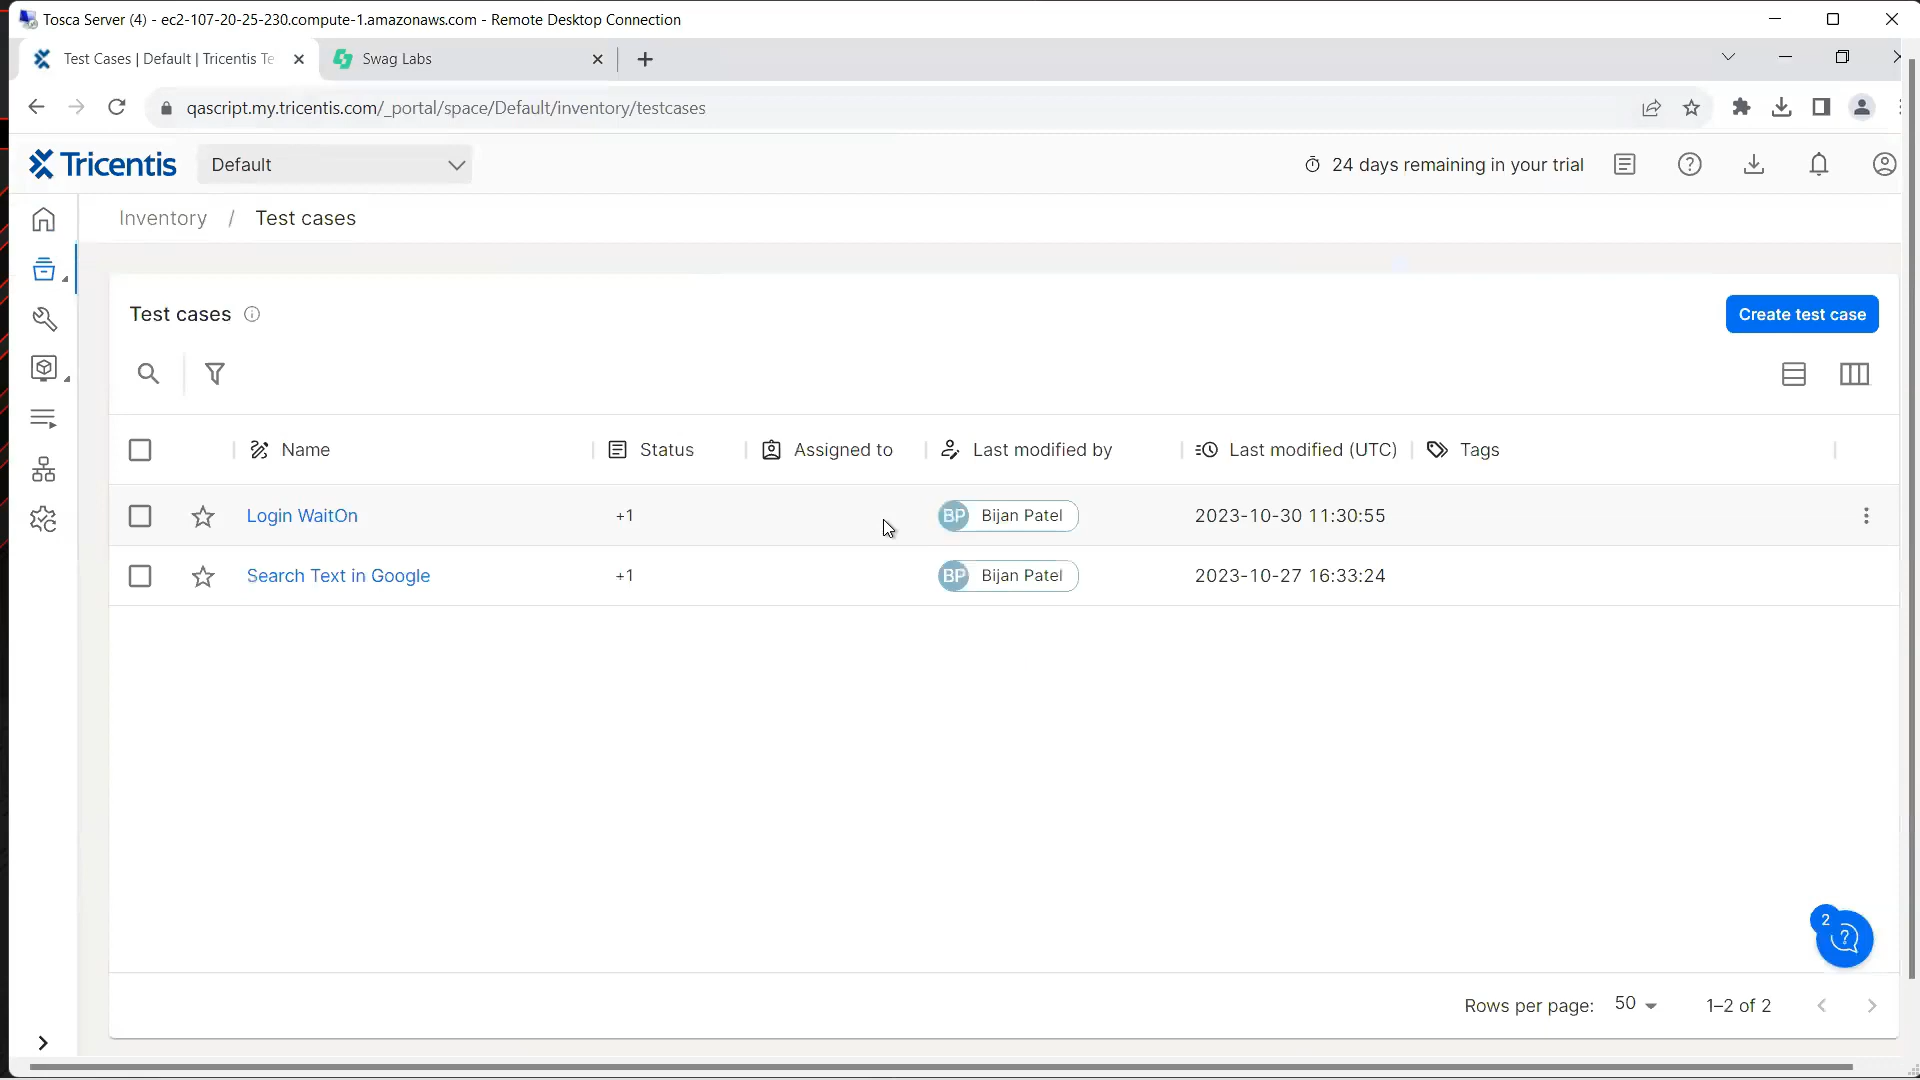 Tosca Server (4) - ec2-107-20-25-230.compute-1.amazonaws.com - Remote Desktop Connection
Test Cases | Default | Tricentis Te
Swag Labs
qascript.my.tricentis.com/_portal/space/Default/inventory/testcases
Tricentis
Default
24 days remaining in your trial
Inventory / Test cases
Test cases
Create test case
Name Status Assigned to Last modified by Last modified (UTC) Tags
Login WaitOn +1 BP Bijan Patel 2023-10-30 11:30:55
Search Text in Google +1 BP Bijan Patel 2023-10-27 16:33:24
2
Rows per page: 50 1–2 of 2